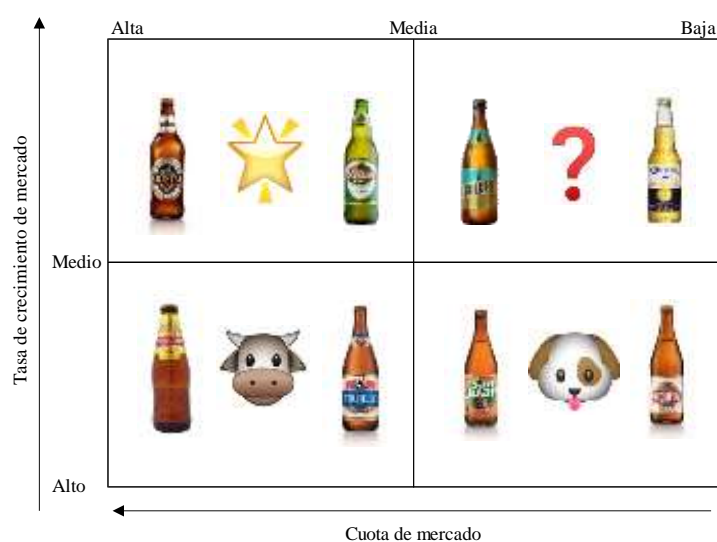 Alta Media Baja
Tasa de crecimiento de mercado
Medio
Alto
Cuota de mercado